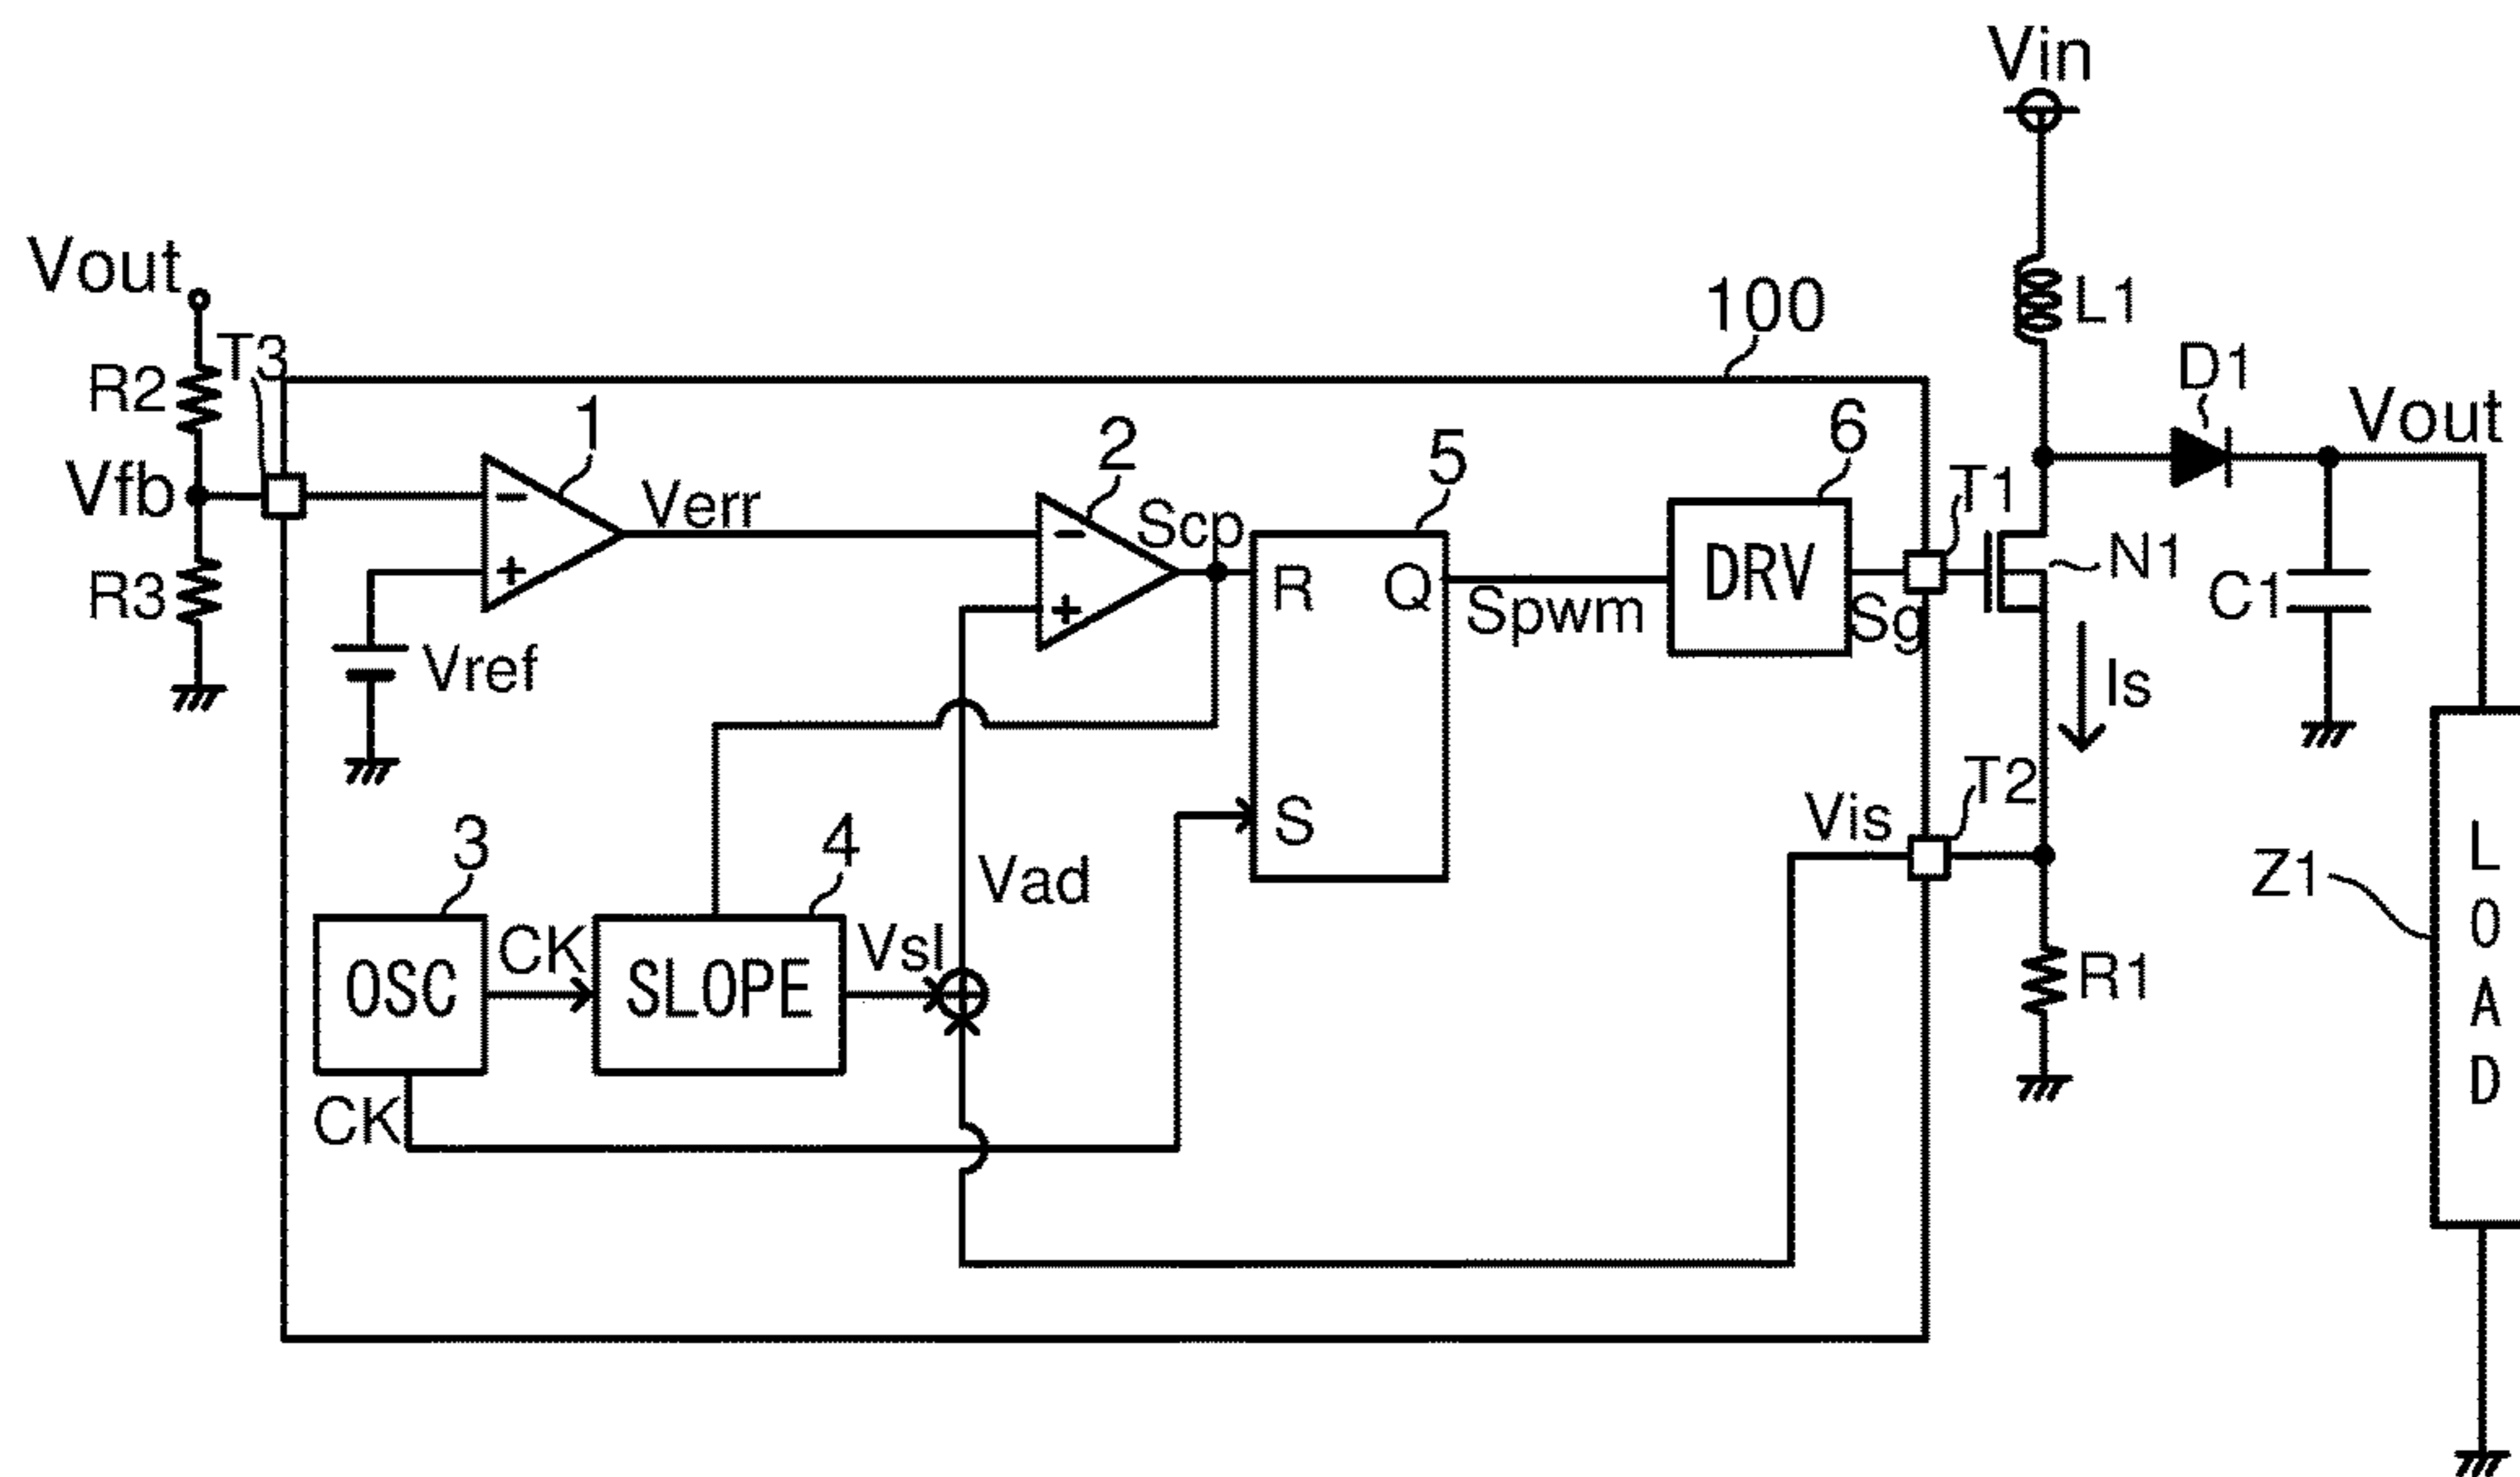 Vin
Vout
T3
100
L1
R2
D1
1
2
5
6
Vout
Vfb
−
Verr
Scp
T1
−
R
Q
DRV
N1
R3
+
+
Spwm
Sg
C1
Vref
Is
T2
S
Vis
3
4
Vad
Z1
LOAD
CK
Vsl
OSC
SLOPE
R1
CK